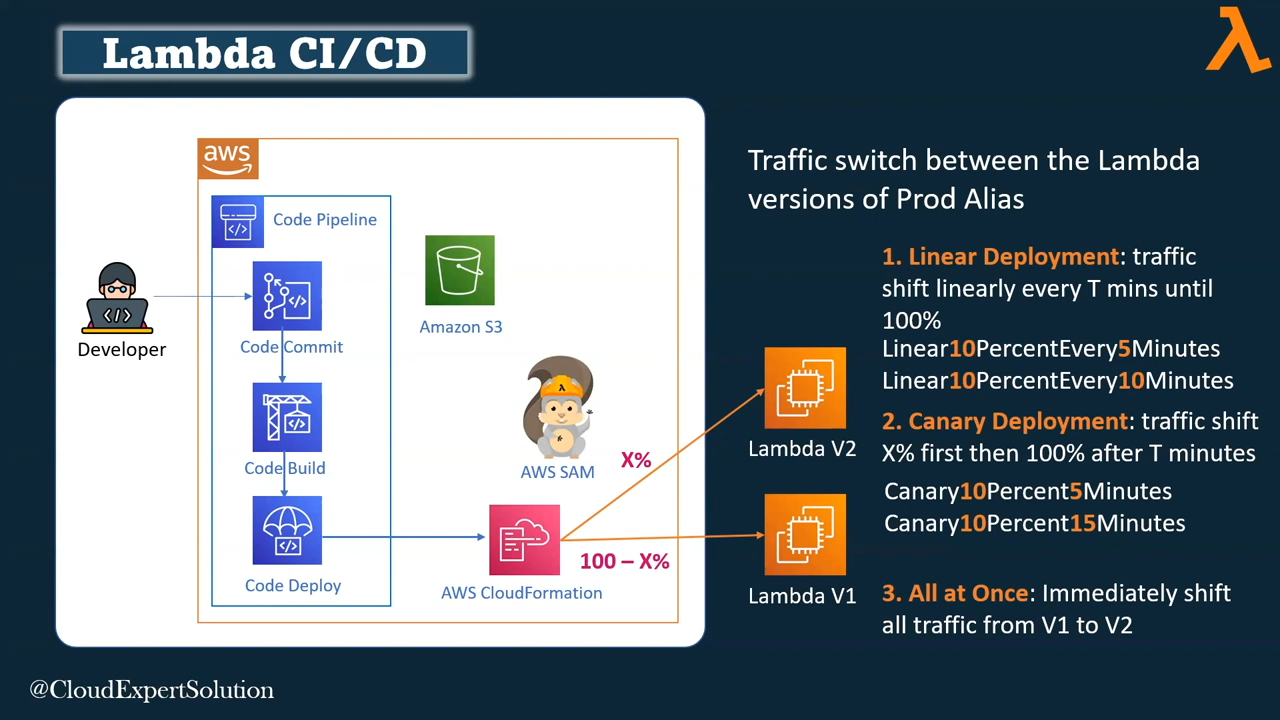 Lambda CI/CD
aws
Code Pipeline
Developer
Code Commit
Code Build
Code Deploy
Amazon S3
λ
AWS SAM
AWS CloudFormation
X%
100 – X%
Lambda V2
Lambda V1
Traffic switch between the Lambda
versions of Prod Alias
1. Linear Deployment: traffic
shift linearly every T mins until
100%
Linear10PercentEvery5Minutes
Linear10PercentEvery10Minutes
2. Canary Deployment: traffic shift
X% first then 100% after T minutes
Canary10Percent5Minutes
Canary10Percent15Minutes
3. All at Once: Immediately shift
all traffic from V1 to V2
@CloudExpertSolution